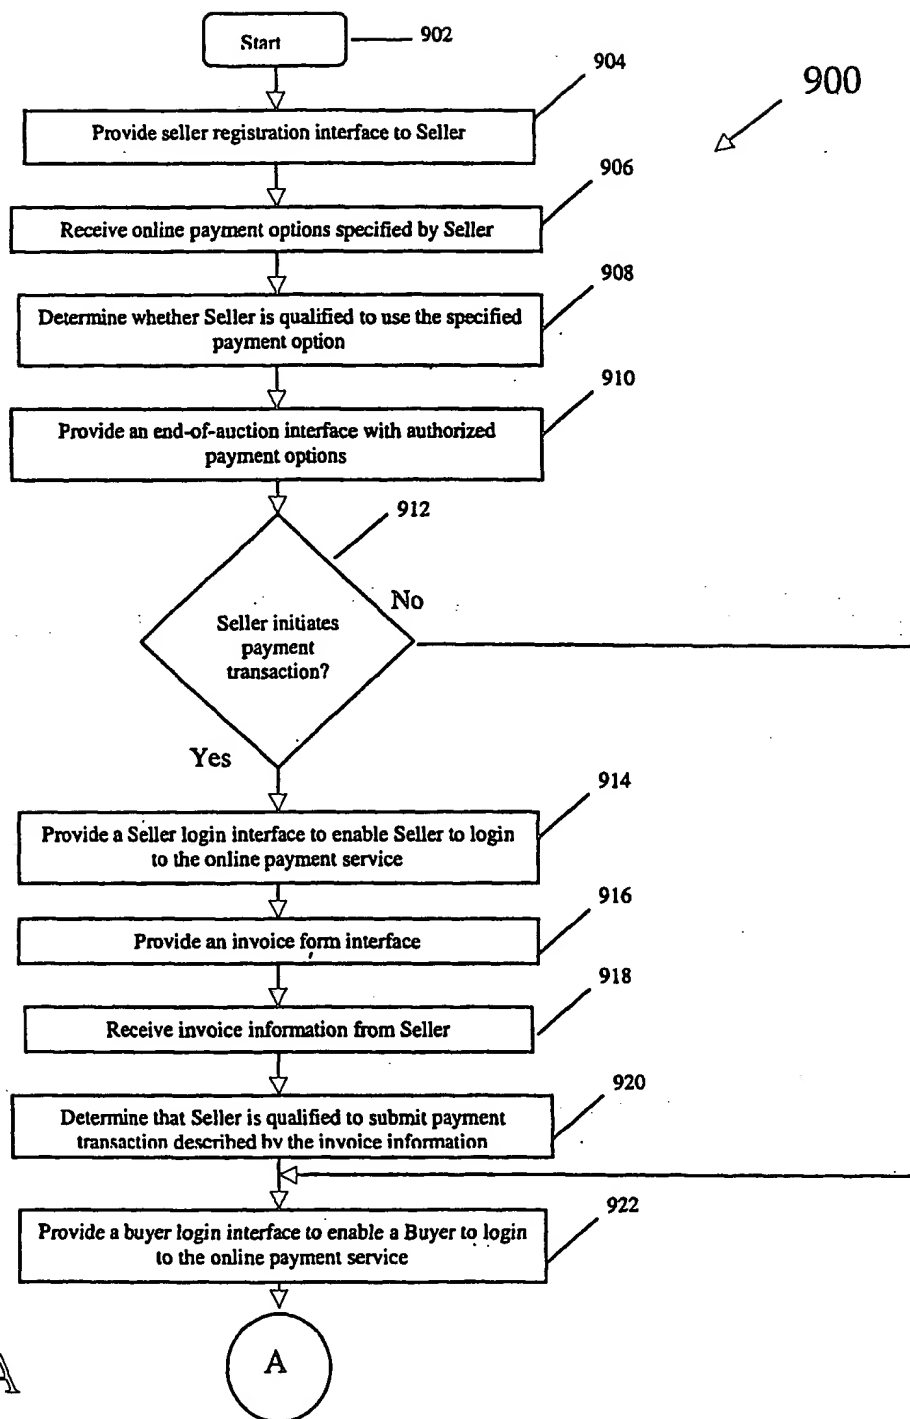 Start
902
904
900
Provide seller registration interface to Seller
906
Receive online payment options specified by Seller
908
Determine whether Seller is qualified to use the specified
payment option
910
Provide an end-of-auction interface with authorized
payment options
912
No
Seller initiates
payment
transaction?
Yes
914
Provide a Seller login interface to enable Seller to login
to the online payment service
916
Provide an invoice form interface
918
Receive invoice information from Seller
920
Determine that Seller is qualified to submit payment
transaction described by the invoice information
922
Provide a buyer login interface to enable a Buyer to login
to the online payment service
A
A